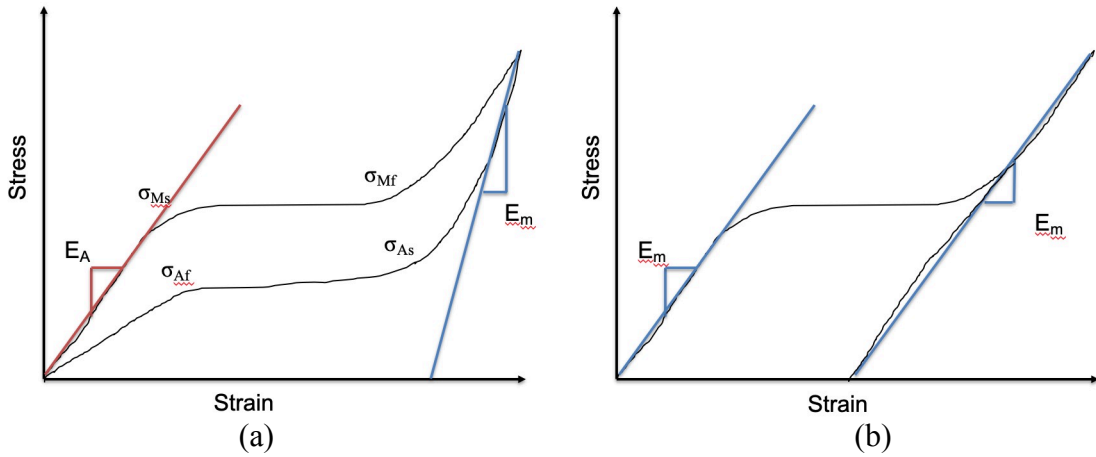 Stress
σMs
σMf
EA
σAf
σAs
Em
Strain
(a)
Stress
Em
Em
Strain
(b)